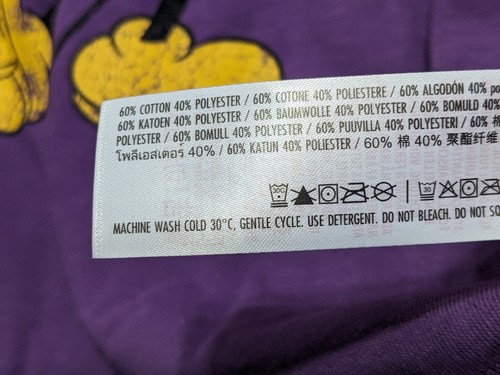 60% COTTON 40% POLYESTER / 60% COTONE 40% POLIESTERE / 60% ALGODÓN 40% po
60% KATOEN 40% POLYESTER / 60% BAUMWOLLE 40% POLYESTER / 60% BOMULD 40%
POLYESTER / 60% BOMULL 40% POLYESTER / 60% PUUVILLA 40% POLYESTERI / 60% 棉
โพลีเอสเตอร์ 40% / 60% KATUN 40% POLIESTER / 60% 棉 40% 聚酯纤维
MACHINE WASH COLD 30°C, GENTLE CYCLE. USE DETERGENT. DO NOT BLEACH. DO NOT SQ